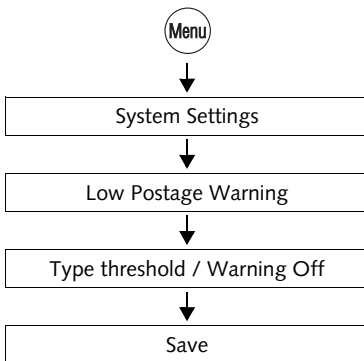 Menu
System Settings
Low Postage Warning
Type threshold / Warning Off
Save